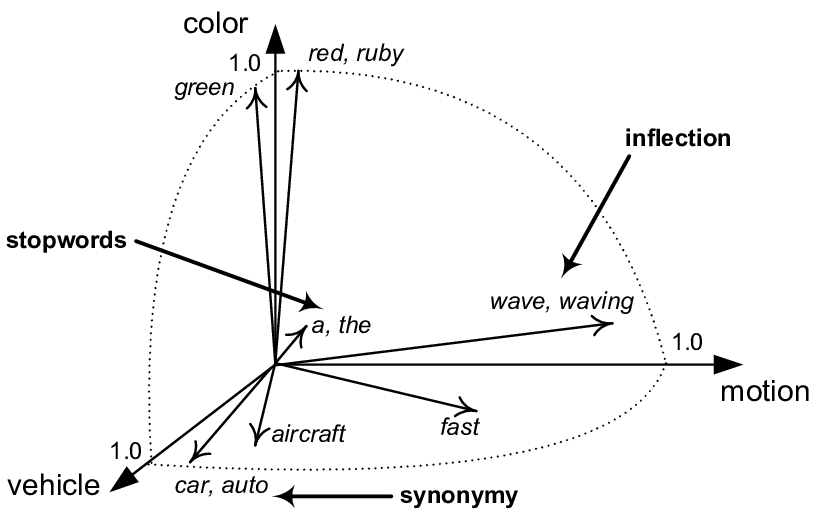 color
1.0
red, ruby
green
inflection
stopwords
wave, waving
a, the
1.0
motion
fast
aircraft
1.0
vehicle
car, auto
synonymy